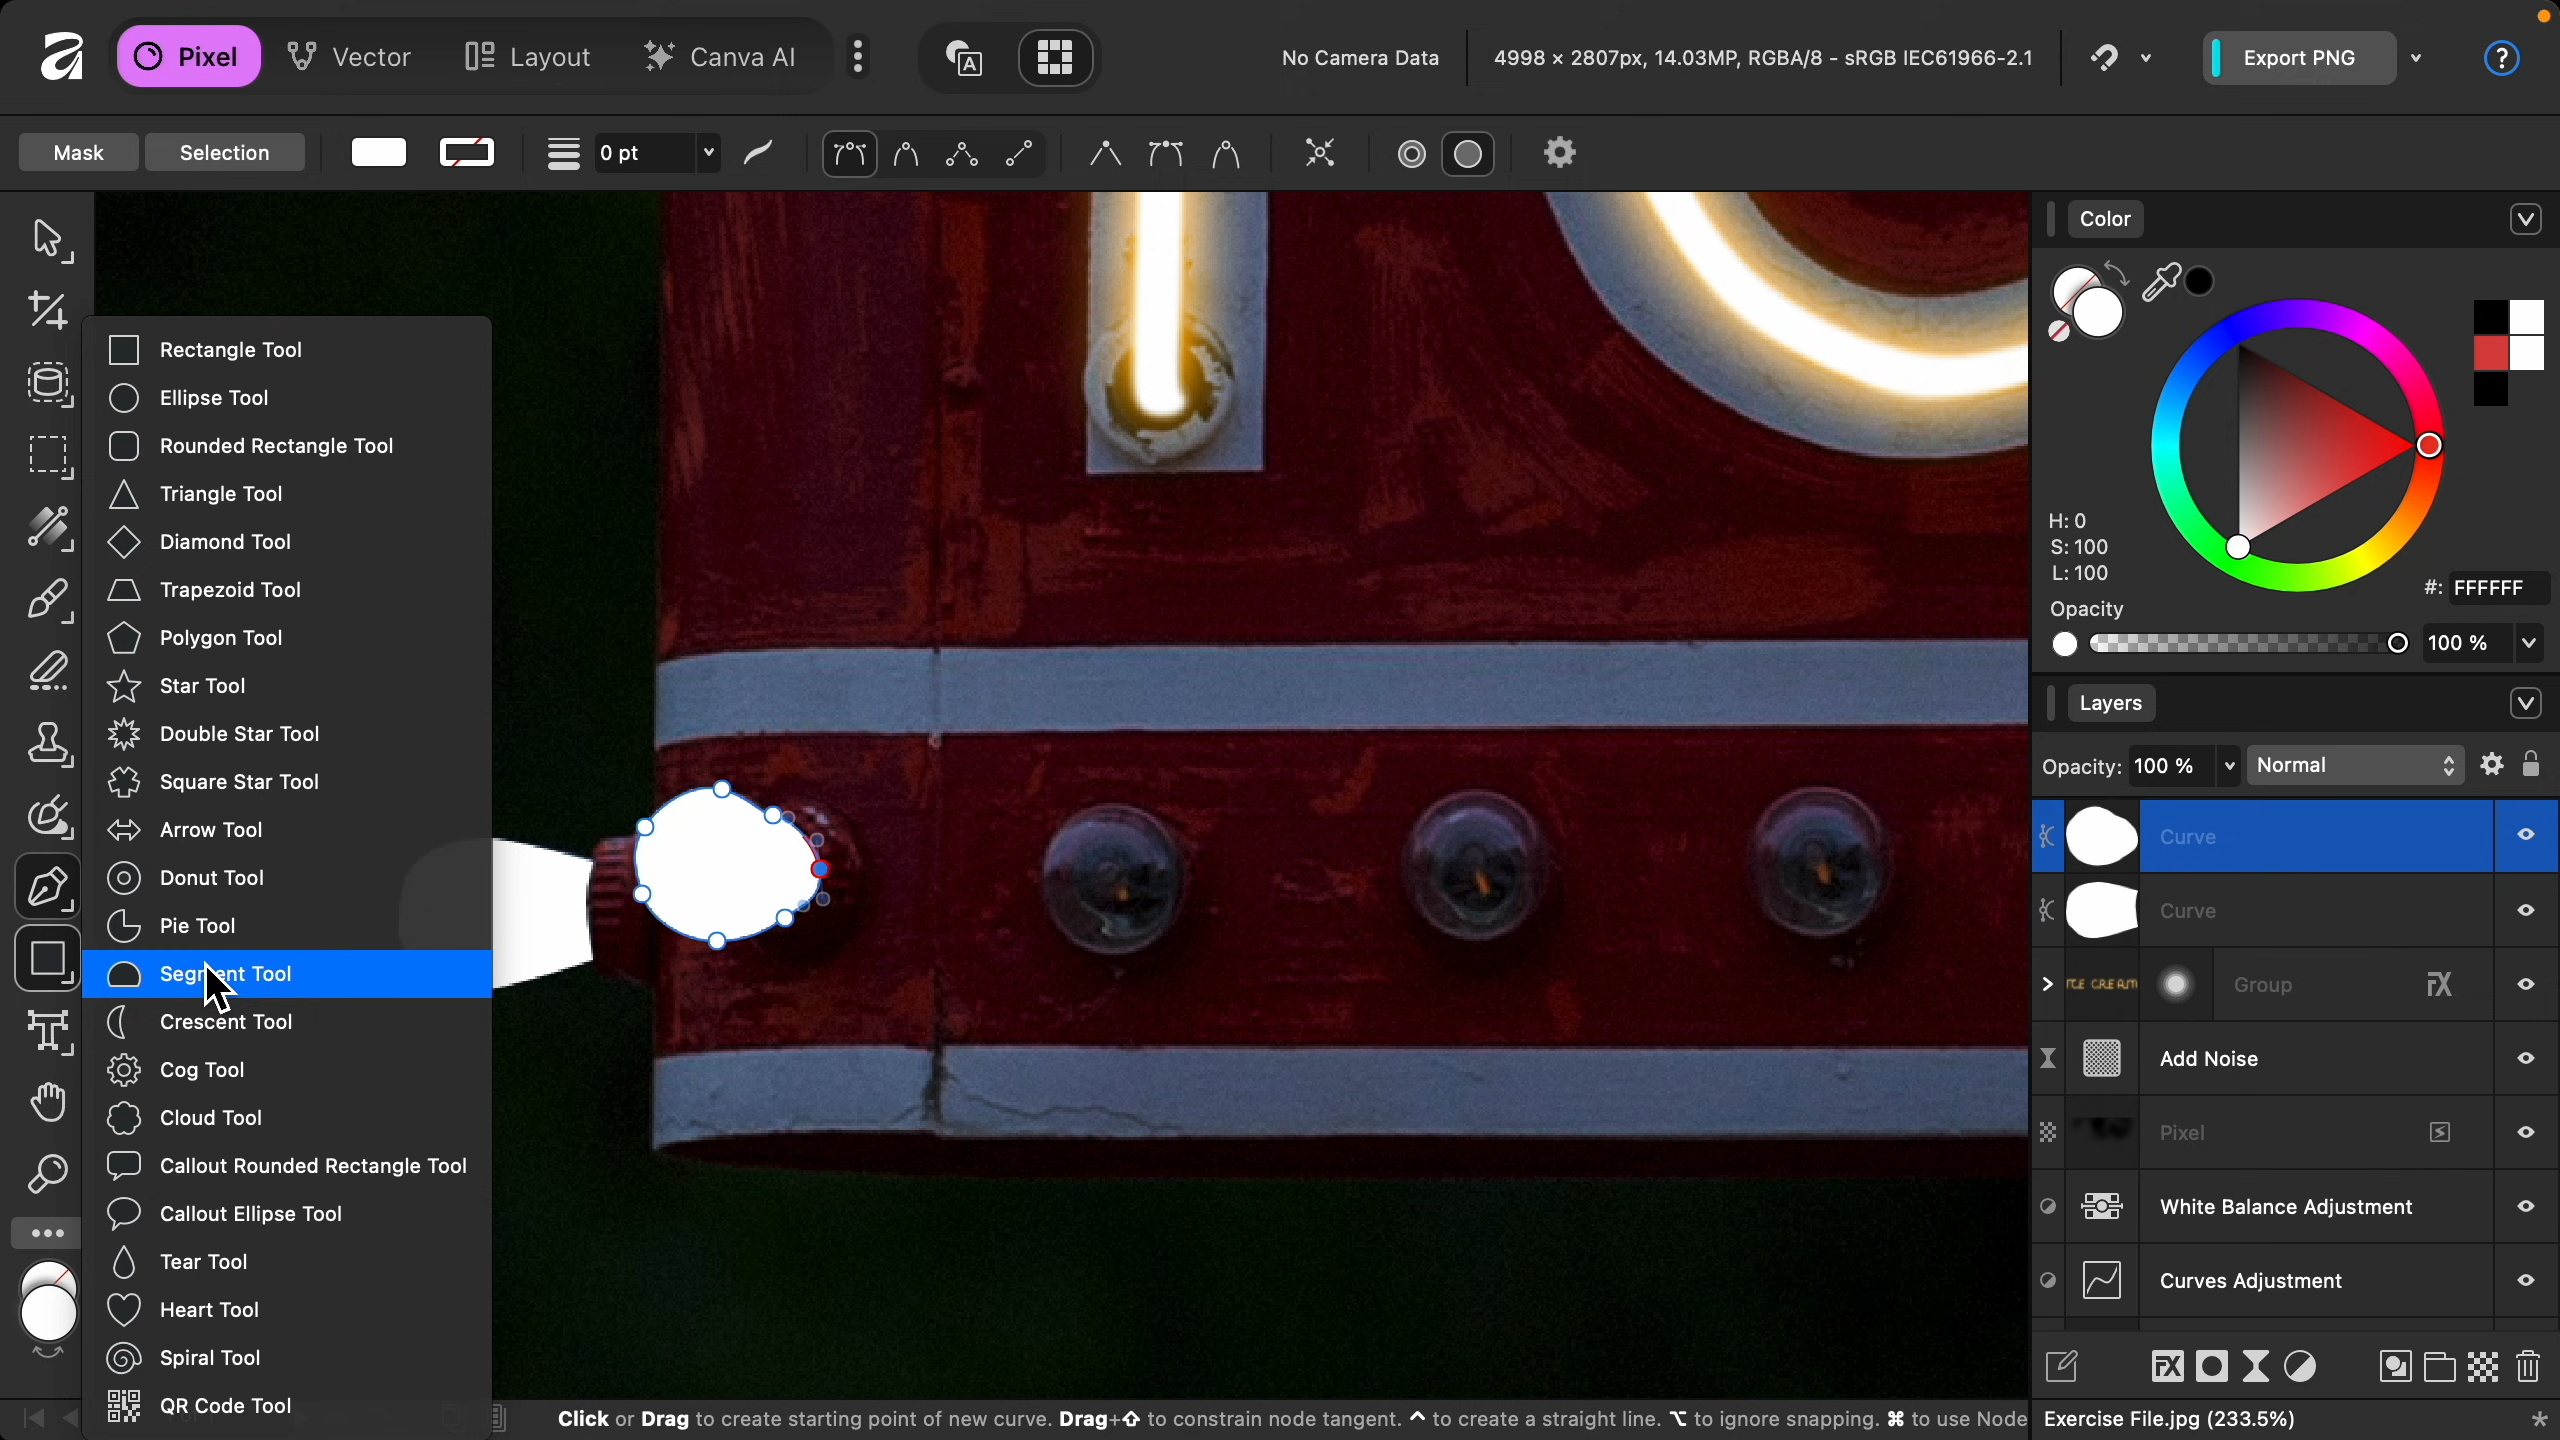 Pixel
Vector
Layout
Canva AI
A
No Camera Data
4998 × 2807px, 14.03MP, RGBA/8 - sRGB IEC61966-2.1
Export PNG
?
Mask
Selection
0 pt
Color
Rectangle Tool
Ellipse Tool
Rounded Rectangle Tool
Triangle Tool
Diamond Tool
Trapezoid Tool
Polygon Tool
Star Tool
Double Star Tool
Square Star Tool
Arrow Tool
Donut Tool
Pie Tool
Segment Tool
Crescent Tool
Cog Tool
Cloud Tool
Callout Rounded Rectangle Tool
Callout Ellipse Tool
Tear Tool
Heart Tool
Spiral Tool
QR Code Tool
H: 0
S: 100
L: 100
#: FFFFFF
Opacity
100 %
Layers
Opacity: 100 %
Normal
Curve
Curve
ICE CREAM
Group
FX
Add Noise
Pixel
White Balance Adjustment
Curves Adjustment
FX
Click or Drag to create starting point of new curve. Drag+⇧ to constrain node tangent. ^ to create a straight line. ⌥ to ignore snapping. ⌘ to use Node
Exercise File.jpg (233.5%)
*